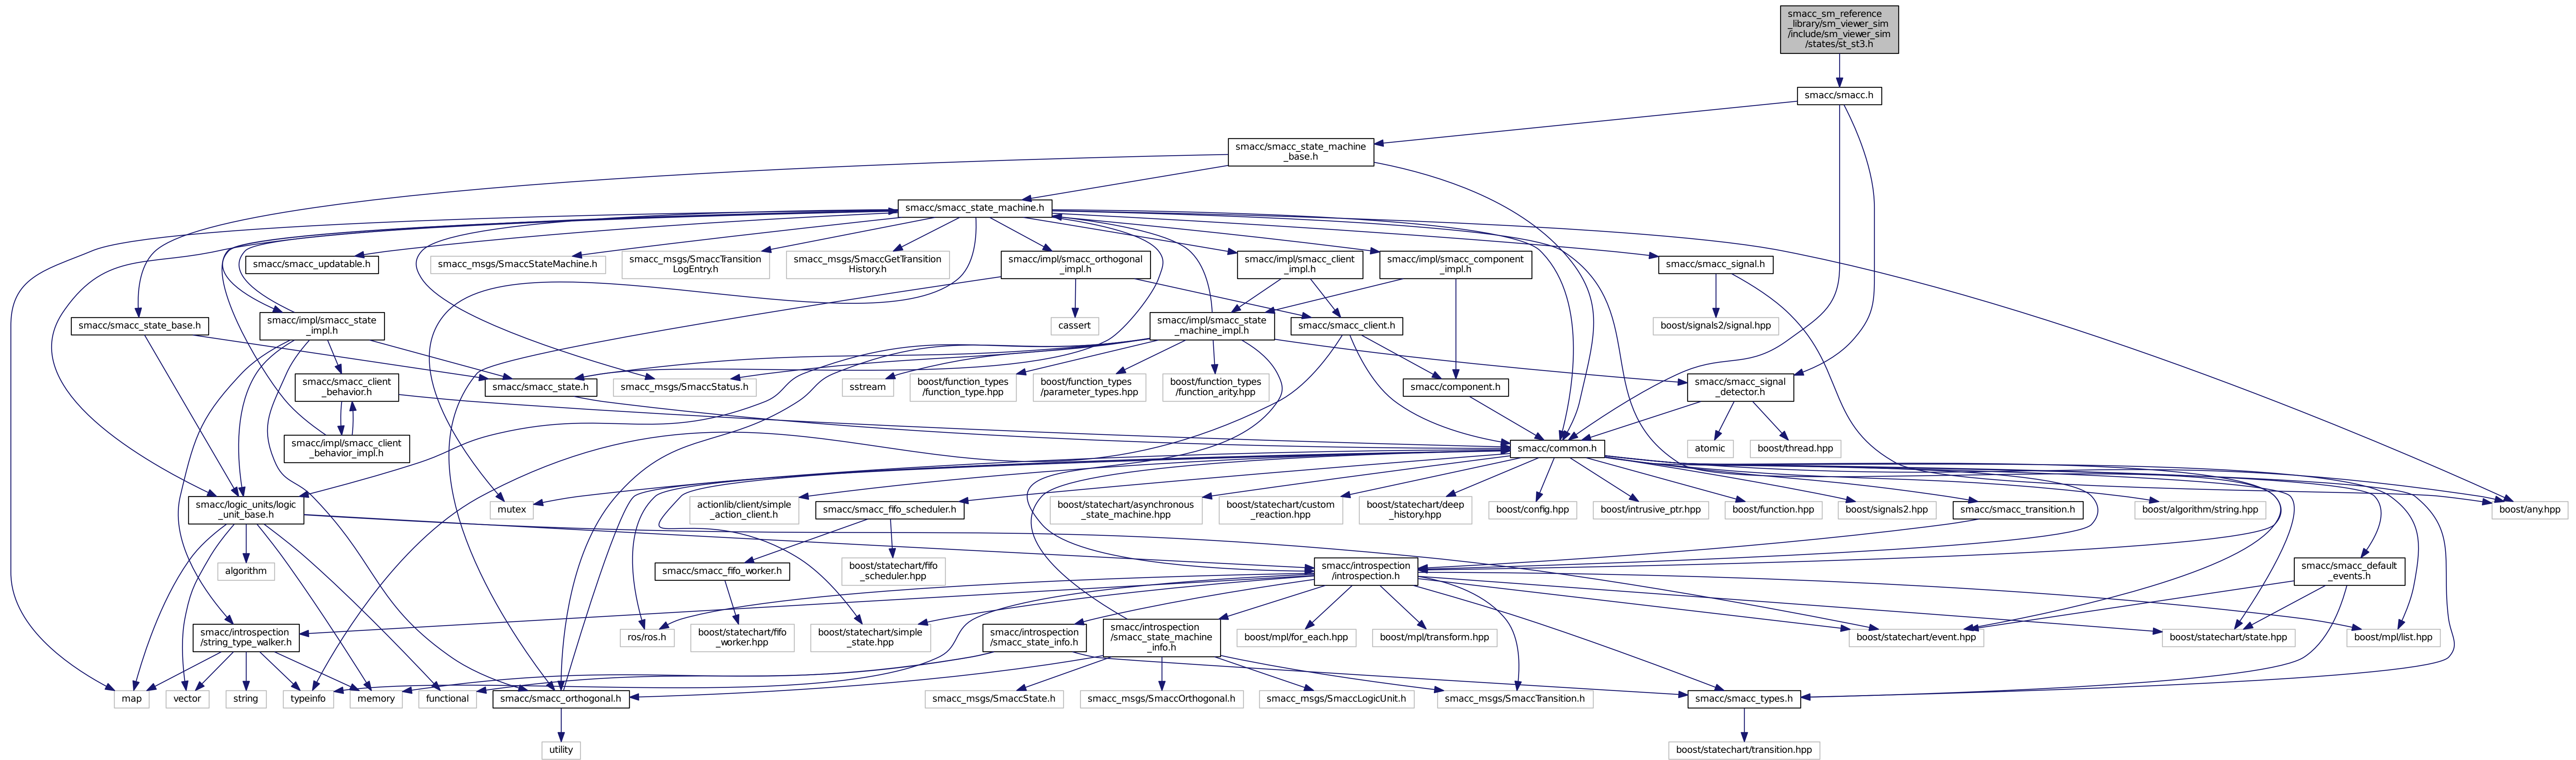 smacc_sm_reference
_library/sm_viewer_sim
/include/sm_viewer_sim
/states/st_st3.h
smacc/smacc.h
smacc/smacc_state_machine
_base.h
smacc/smacc_state_machine.h
smacc/smacc_updatable.h
smacc_msgs/SmaccStateMachine.h
smacc_msgs/SmaccTransition
LogEntry.h
smacc_msgs/SmaccGetTransition
History.h
smacc/impl/smacc_orthogonal
_impl.h
smacc/impl/smacc_client
_impl.h
smacc/impl/smacc_component
_impl.h
smacc/smacc_signal.h
smacc/smacc_state_base.h
smacc/impl/smacc_state
_impl.h
cassert
smacc/impl/smacc_state
_machine_impl.h
smacc/smacc_client.h
boost/signals2/signal.hpp
smacc/smacc_client
_behavior.h
smacc/smacc_state.h
smacc_msgs/SmaccStatus.h
sstream
boost/function_types
/function_type.hpp
boost/function_types
/parameter_types.hpp
boost/function_types
/function_arity.hpp
smacc/component.h
smacc/smacc_signal
_detector.h
smacc/impl/smacc_client
_behavior_impl.h
smacc/common.h
atomic
boost/thread.hpp
smacc/logic_units/logic
_unit_base.h
mutex
actionlib/client/simple
_action_client.h
smacc/smacc_fifo_scheduler.h
boost/statechart/asynchronous
_state_machine.hpp
boost/statechart/custom
_reaction.hpp
boost/statechart/deep
_history.hpp
boost/config.hpp
boost/intrusive_ptr.hpp
boost/function.hpp
boost/signals2.hpp
smacc/smacc_transition.h
boost/algorithm/string.hpp
boost/any.hpp
algorithm
smacc/smacc_fifo_worker.h
boost/statechart/fifo
_scheduler.hpp
smacc/introspection
/introspection.h
smacc/smacc_default
_events.h
smacc/introspection
/string_type_walker.h
ros/ros.h
boost/statechart/fifo
_worker.hpp
boost/statechart/simple
_state.hpp
smacc/introspection
/smacc_state_info.h
smacc/introspection
/smacc_state_machine
_info.h
boost/mpl/for_each.hpp
boost/mpl/transform.hpp
boost/statechart/event.hpp
boost/statechart/state.hpp
boost/mpl/list.hpp
map
vector
string
typeinfo
memory
functional
smacc/smacc_orthogonal.h
smacc_msgs/SmaccState.h
smacc_msgs/SmaccOrthogonal.h
smacc_msgs/SmaccLogicUnit.h
smacc_msgs/SmaccTransition.h
smacc/smacc_types.h
utility
boost/statechart/transition.hpp